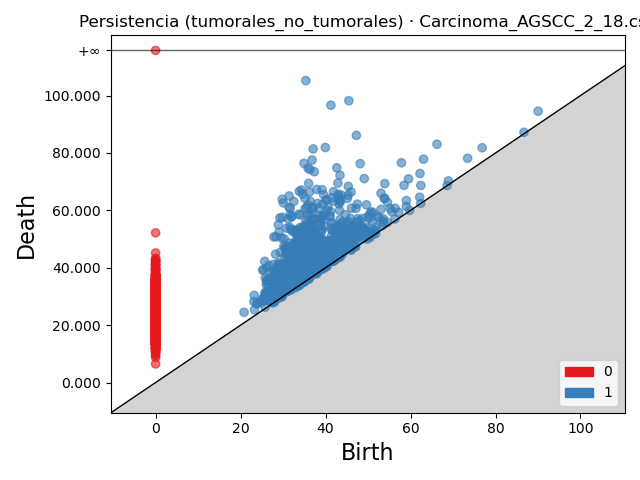 Persistencia (tumorales_no_tumorales) · Carcinoma_AGSCC_2_18.cs
+∞
100.000
80.000
60.000
40.000
20.000
0.000
Death
0
1
0 20 40 60 80 100
Birth